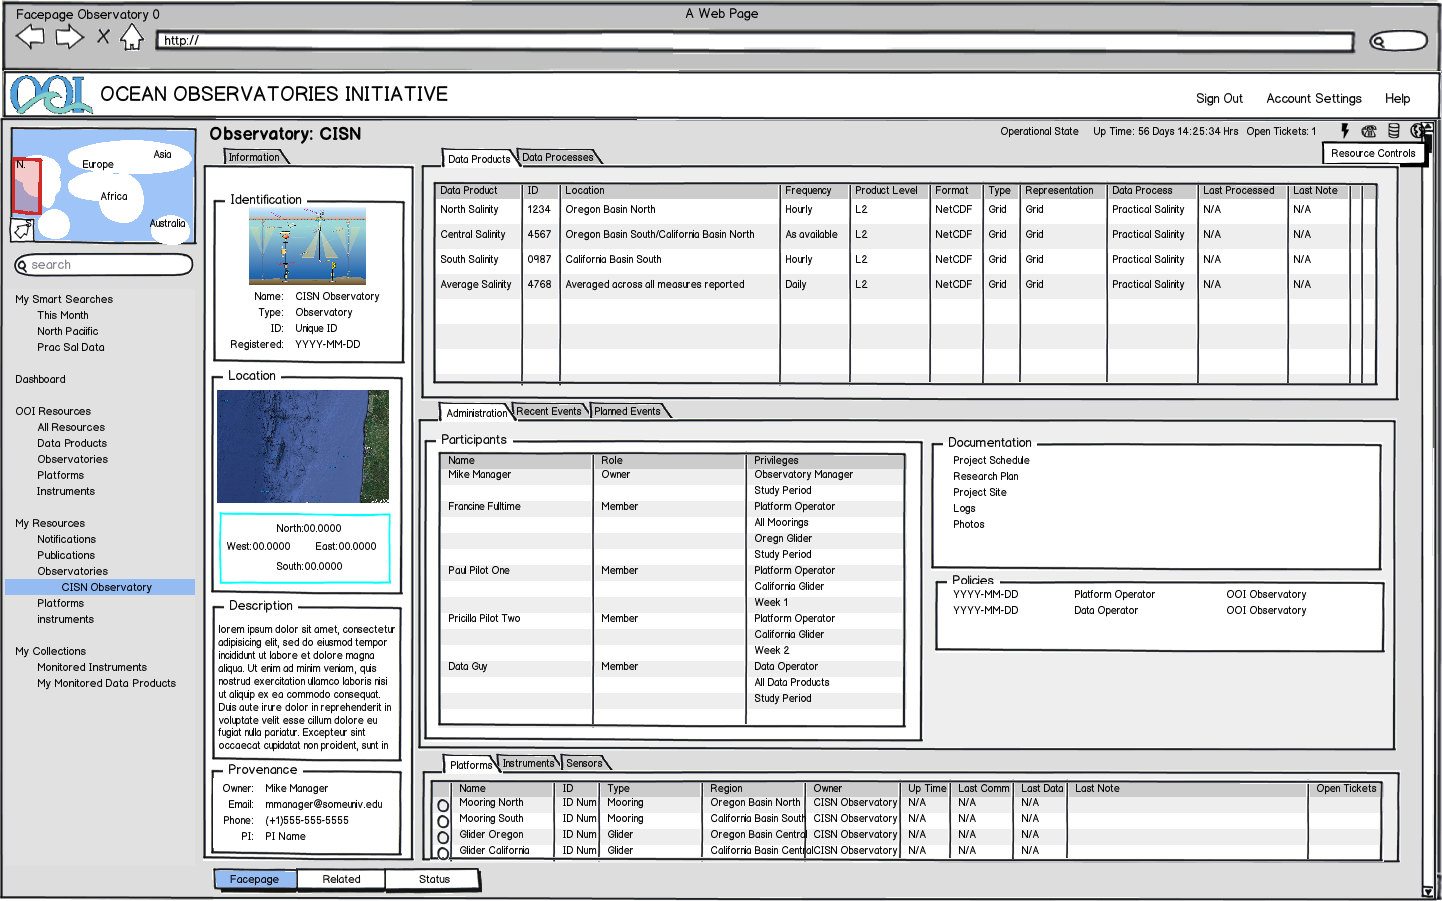 Facepage Observatory 0
A Web Page
http://
OOI OCEAN OBSERVATORIES INITIATIVE
Sign Out Account Settings Help
N.
Europe
Asia
Africa
Australia
S
search
My Smart Searches
This Month
North Paciific
Prac Sal Data
Dashboard
OOI Resources
All Resources
Data Products
Observatories
Platforms
Instruments
My Resources
Notifications
Publications
Observatories
CISN Observatory
Platforms
instruments
My Collections
Monitored Instruments
My Monitored Data Products
Observatory: CISN
Operational State Up Time: 56 Days 14:25:34 Hrs Open Tickets: 1
Resource Controls
Information
Identification
Name: CISN Observatory
Type: Observatory
ID: Unique ID
Registered: YYYY-MM-DD
Location
North:00.0000
West:00.0000 East:00.0000
South:00.0000
Description
lorem ipsum dolor sit amet, consectetur
adipisicing elit, sed do eiusmod tempor
incididunt ut labore et dolore magna
aliqua. Ut enim ad minim veniam, quis
nostrud exercitation ullamco laboris nisi
ut aliquip ex ea commodo consequat.
Duis aute irure dolor in reprehenderit in
voluptate velit esse cillum dolore eu
fugiat nulla pariatur. Excepteur sint
occaecat cupidatat non proident, sunt in
Provenance
Owner: Mike Manager
Email: mmanager@someuniv.edu
Phone: (+1)555-555-5555
PI: PI Name
Data Products Data Processes
Data Product ID Location Frequency Product Level Format Type Representation Data Process Last Processed Last Note
North Salinity 1234 Oregon Basin North Hourly L2 NetCDF Grid Grid Practical Salinity N/A N/A
Central Salinity 4567 Oregon Basin South/California Basin North As available L2 NetCDF Grid Grid Practical Salinity N/A N/A
South Salinity 0987 California Basin South Hourly L2 NetCDF Grid Grid Practical Salinity N/A N/A
Average Salinity 4768 Averaged across all measures reported Daily L2 NetCDF Grid Grid Practical Salinity N/A N/A
Administration Recent Events Planned Events
Participants
Name Role Privileges
Mike Manager Owner Observatory Manager
Study Period
Francine Fulltime Member Platform Operator
All Moorings
Oregn Glider
Study Period
Paul Pilot One Member Platform Operator
California Glider
Week 1
Pricilla Pilot Two Member Platform Operator
California Glider
Week 2
Data Guy Member Data Operator
All Data Products
Study Period
Documentation
Project Schedule
Research Plan
Project Site
Logs
Photos
Policies
YYYY-MM-DD Platform Operator OOI Observatory
YYYY-MM-DD Data Operator OOI Observatory
Platforms Instruments Sensors
Name ID Type Region Owner Up Time Last Comm Last Data Last Note Open Tickets
Mooring North ID Num Mooring Oregon Basin North CISN Observatory N/A N/A N/A
Mooring South ID Num Mooring California Basin South CISN Observatory N/A N/A N/A
Glider Oregon ID Num Glider Oregon Basin Central CISN Observatory N/A N/A N/A
Glider California ID Num Glider California Basin Central CISN Observatory N/A N/A N/A
Facepage Related Status